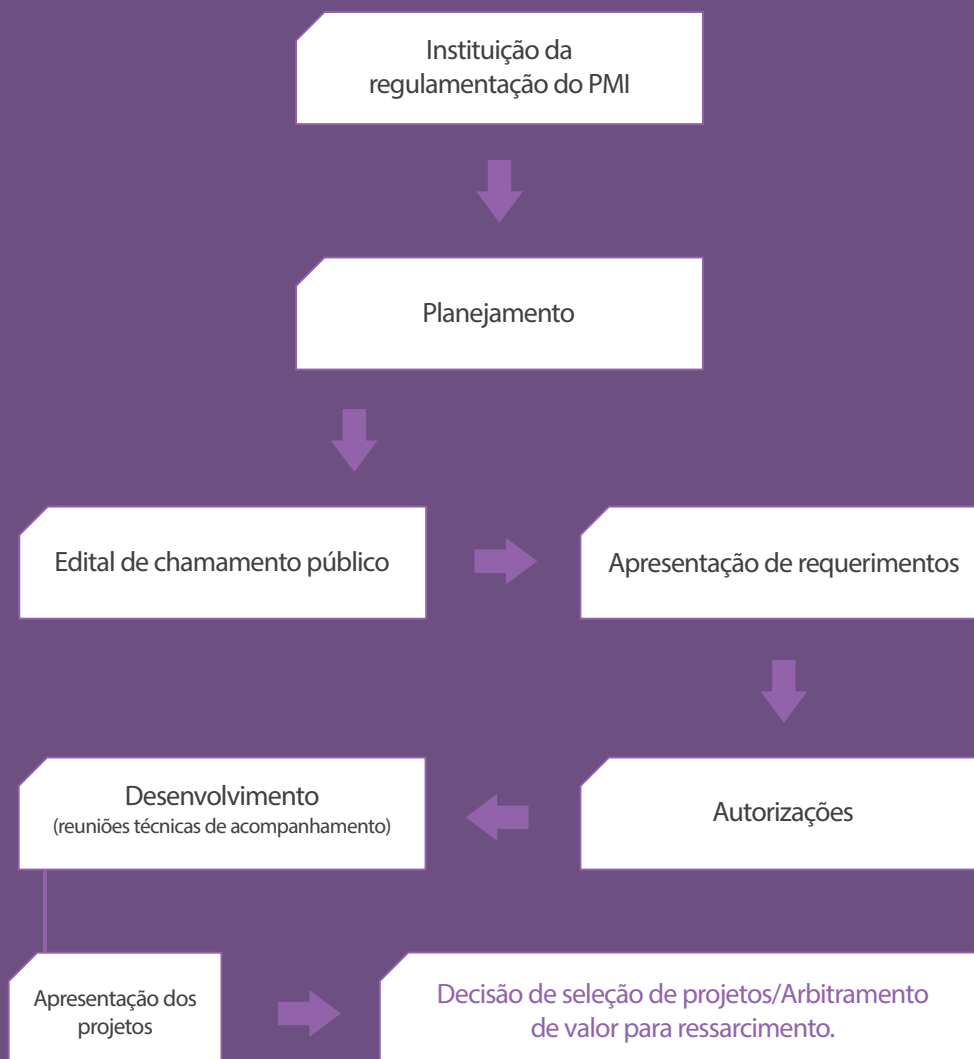 Instituição da
regulamentação do PMI
Planejamento
Edital de chamamento público
Apresentação de requerimentos
Autorizações
Desenvolvimento
(reuniões técnicas de acompanhamento)
Apresentação dos
projetos
Decisão de seleção de projetos/Arbitramento
de valor para ressarcimento.